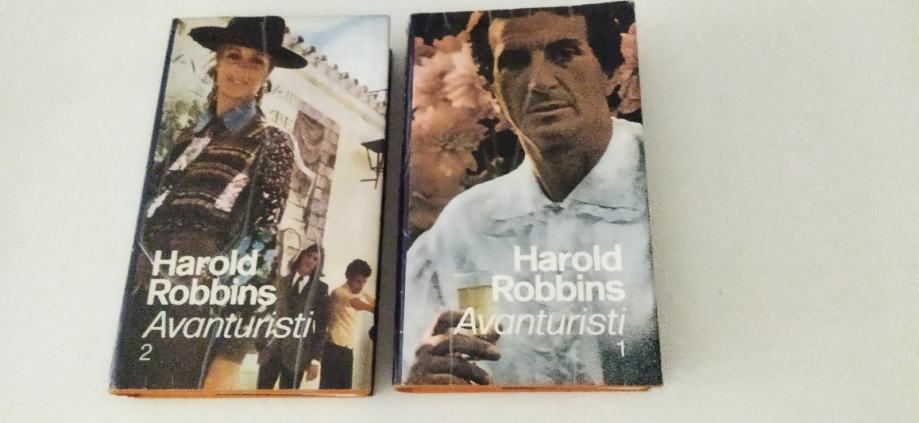 Harold
Robbins
Avanturisti
2
Harold
Robbins
Avanturisti
1